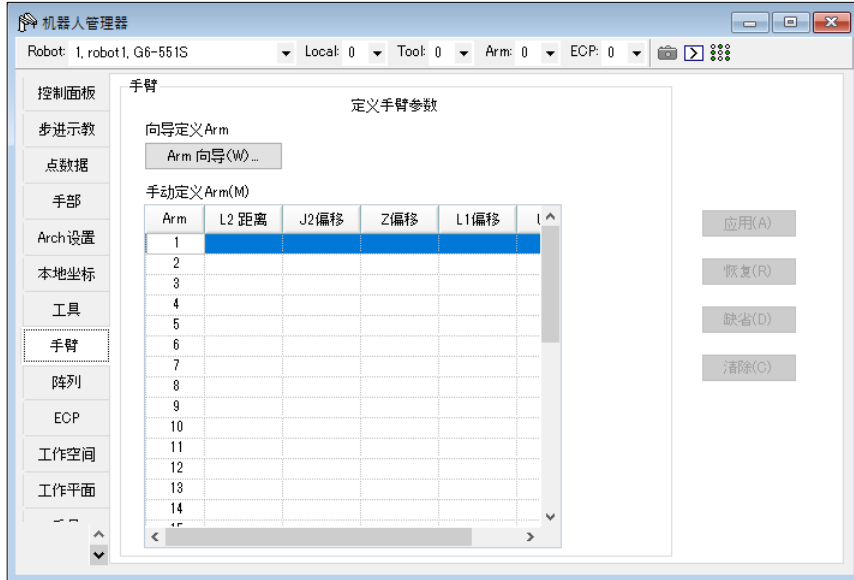 机器人管理器
Robot: 1, robot1, G6-551S Local: 0 Tool: 0 Arm: 0 ECP: 0
控制面板
步进示教
点数据
手部
Arch设置
本地坐标
工具
手臂
阵列
ECP
工作空间
工作平面
手臂
定义手臂参数
向导定义Arm
Arm 向导(W)...
手动定义Arm(M)
Arm L2 距离 J2偏移 Z偏移 L1偏移
1
2
3
4
5
6
7
8
9
10
11
12
13
14
应用(A)
恢复(R)
缺省(D)
清除(C)